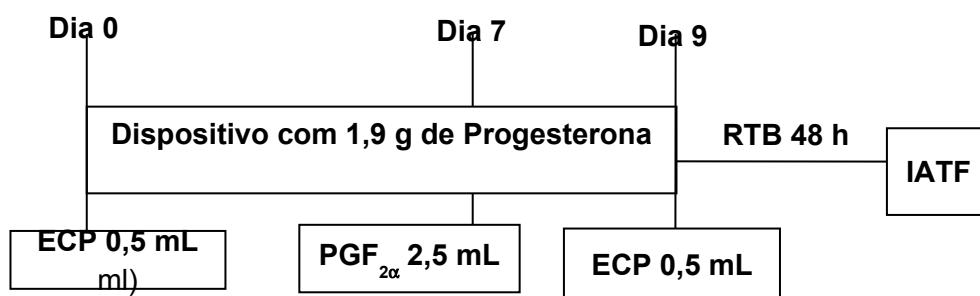 Dia 0
Dia 7
Dia 9
Dispositivo com 1,9 g de Progesterona
RTB 48 h
IATF
ECP 0,5 mL
ml)
PGF2α 2,5 mL
ECP 0,5 mL